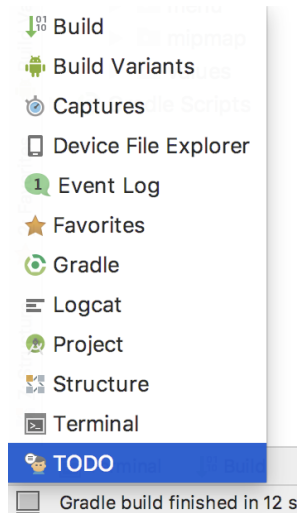 Build
Build Variants
Captures
Device File Explorer
1 Event Log
Favorites
Gradle
Logcat
Project
Structure
Terminal
TODO
Gradle build finished in 12 s